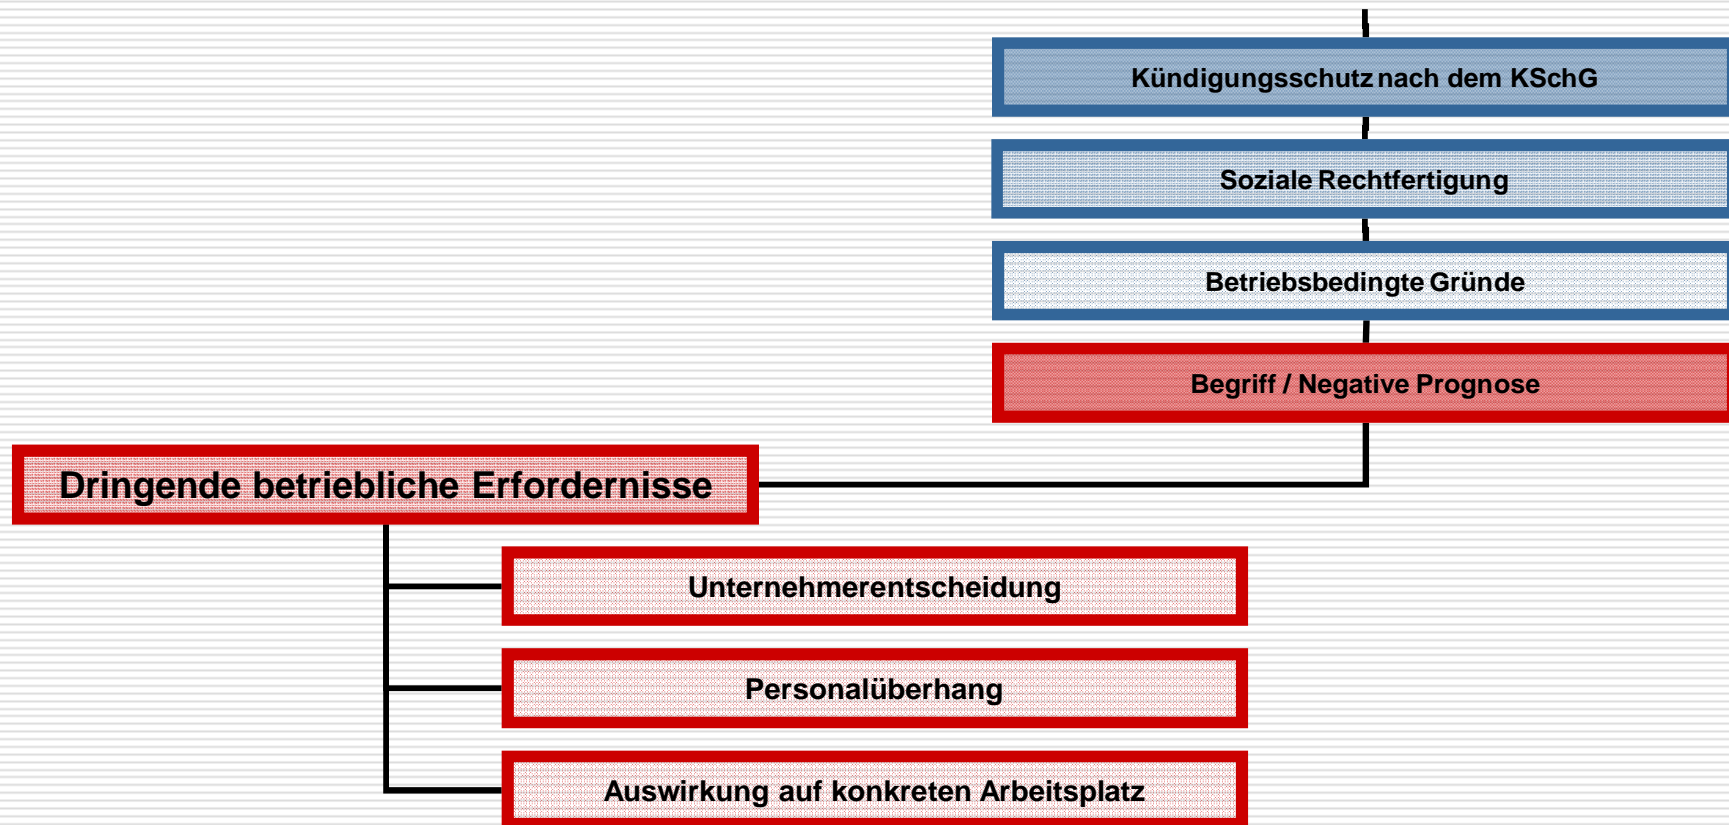 Kündigungsschutz nach dem KSchG
Soziale Rechtfertigung
Betriebsbedingte Gründe
Begriff / Negative Prognose
Dringende betriebliche Erfordernisse
Unternehmerentscheidung
Personalüberhang
Auswirkung auf konkreten Arbeitsplatz